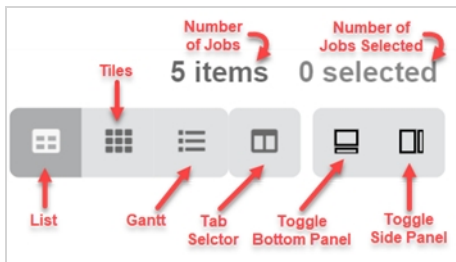 Number
of Jobs
Number of
Jobs Selected
Tiles
5 items
0 selected
List
Gantt
Tab
Selctor
Toggle
Bottom Panel
Toggle
Side Panel